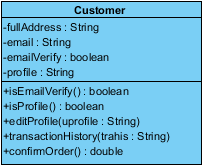 Customer
-fullAddress : String
-email : String
-emailVerify : boolean
-profile : String
+isEmailVerify() : boolean
+isProfile() : boolean
+editProfile(uprofile : String)
+transactionHistory(trahis : String)
+confirmOrder() : double